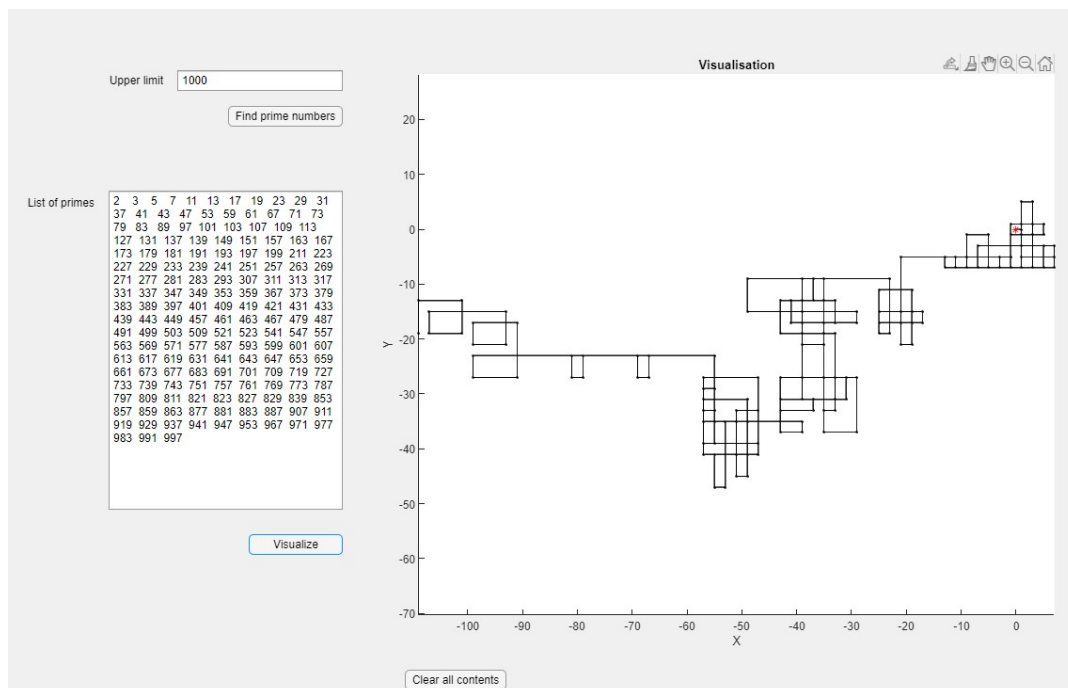 Visualisation
Upper limit 1000
Find prime numbers
List of primes
2 3 5 7 11 13 17 19 23 29 31
37 41 43 47 53 59 61 67 71 73
79 83 89 97 101 103 107 109 113
127 131 137 139 149 151 157 163 167
173 179 181 191 193 197 199 211 223
227 229 233 239 241 251 257 263 269
271 277 281 283 293 307 311 313 317
331 337 347 349 353 359 367 373 379
383 389 397 401 409 419 421 431 433
439 443 449 457 461 463 467 479 487
491 499 503 509 521 523 541 547 557
563 569 571 577 587 593 599 601 607
613 617 619 631 641 643 647 653 659
661 673 677 683 691 701 709 719 727
733 739 743 751 757 761 769 773 787
797 809 811 821 823 827 829 839 853
857 859 863 877 881 883 887 907 911
919 929 937 941 947 953 967 971 977
983 991 997
Visualize
20
10
0
-10
-20
-30
-40
-50
-60
-70
Y
-100 -90 -80 -70 -60 -50 -40 -30 -20 -10 0
X
Clear all contents